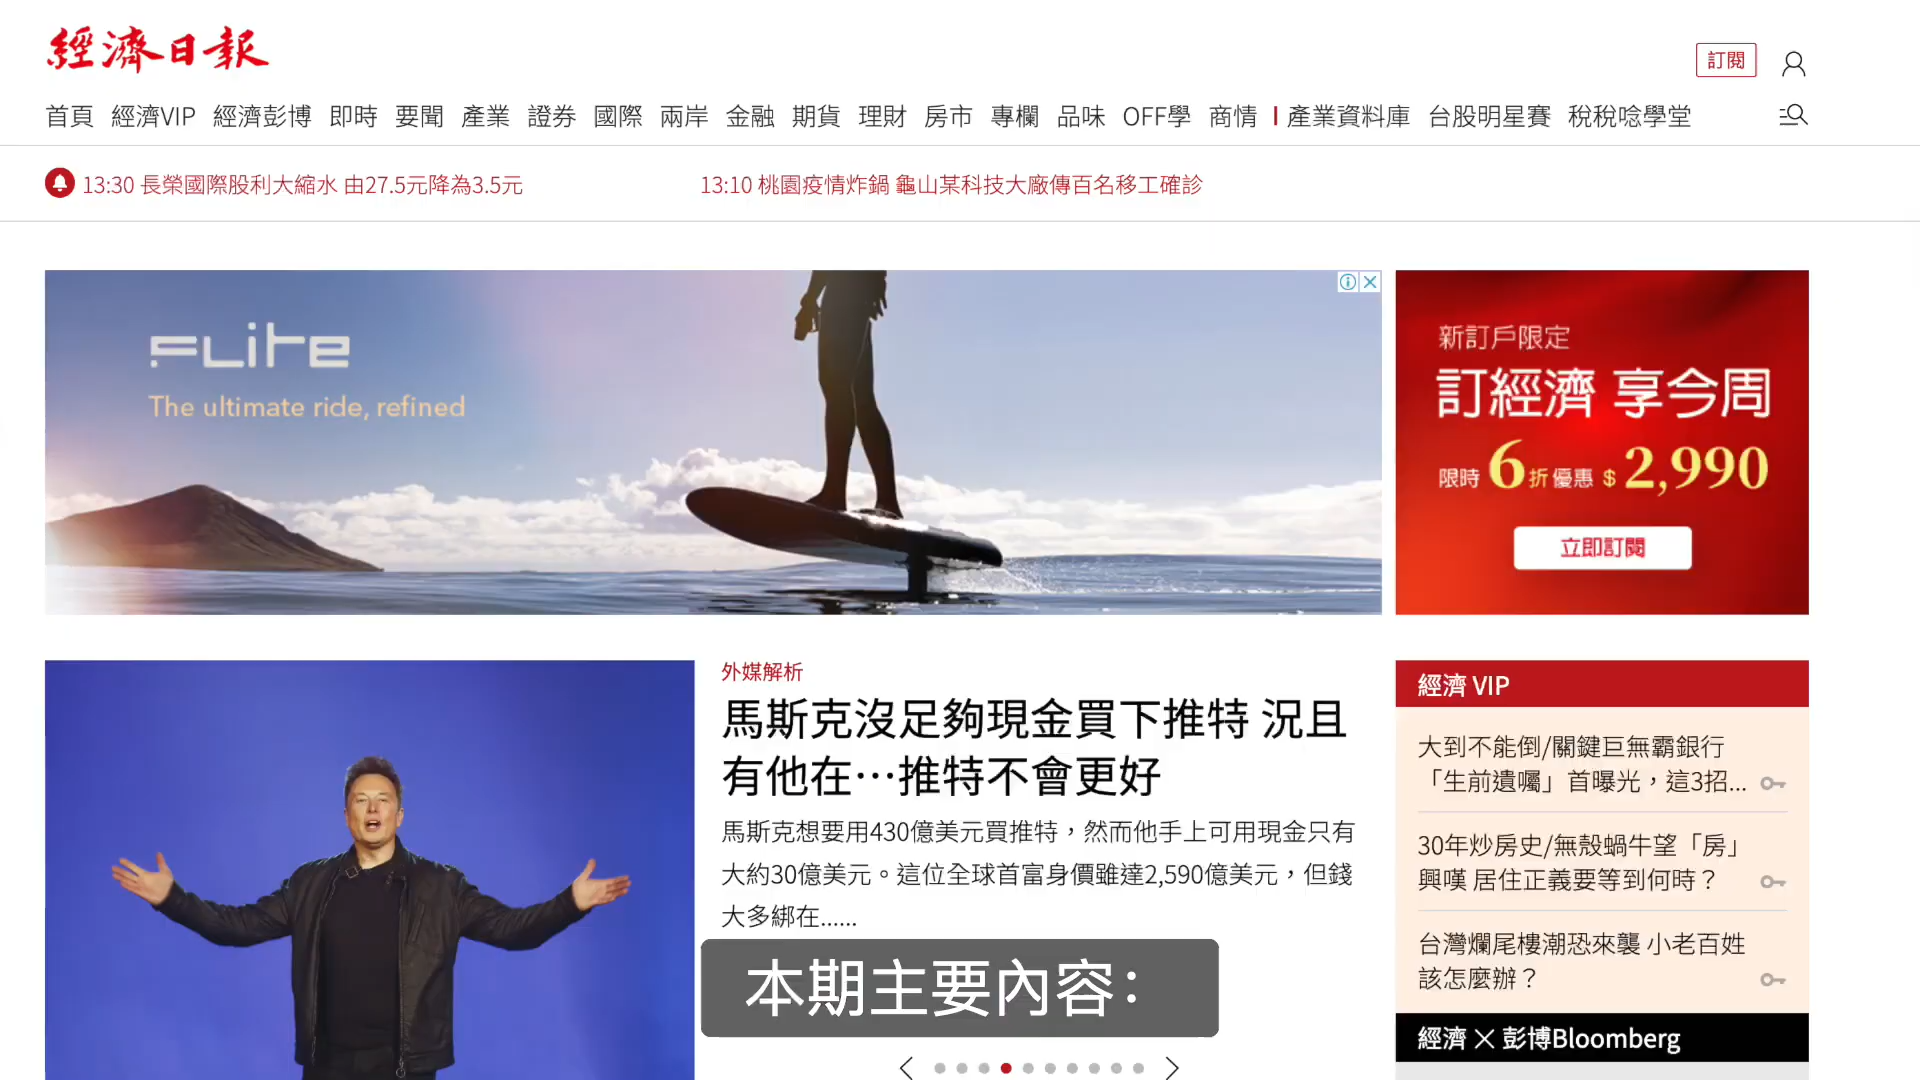 經濟日報
訂閱
首頁 經濟VIP 經濟彭博 即時 要聞 產業 證券 國際 兩岸 金融 期貨 理財 房市 專欄 品味 OFF學 商情 產業資料庫 台股明星賽 稅稅唸學堂
13:30 長榮國際股利大縮水 由27.5元降為3.5元
13:10 桃園疫情炸鍋 龜山某科技大廠傳百名移工確診
FLite
The ultimate ride, refined
新訂戶限定
訂經濟 享今周
限時6折優惠 $2,990
立即訂閱
外媒解析
馬斯克沒足夠現金買下推特 況且
有他在…推特不會更好
馬斯克想要用430億美元買推特，然而他手上可用現金只有
大約30億美元。這位全球首富身價雖達2,590億美元，但錢
大多綁在......
本期主要內容：
經濟 VIP
大到不能倒/關鍵巨無霸銀行
「生前遺囑」首曝光，這3招...
30年炒房史/無殼蝸牛望「房」
興嘆 居住正義要等到何時？
台灣爛尾樓潮恐來襲 小老百姓
該怎麼辦？
經濟 ╳ 彭博Bloomberg